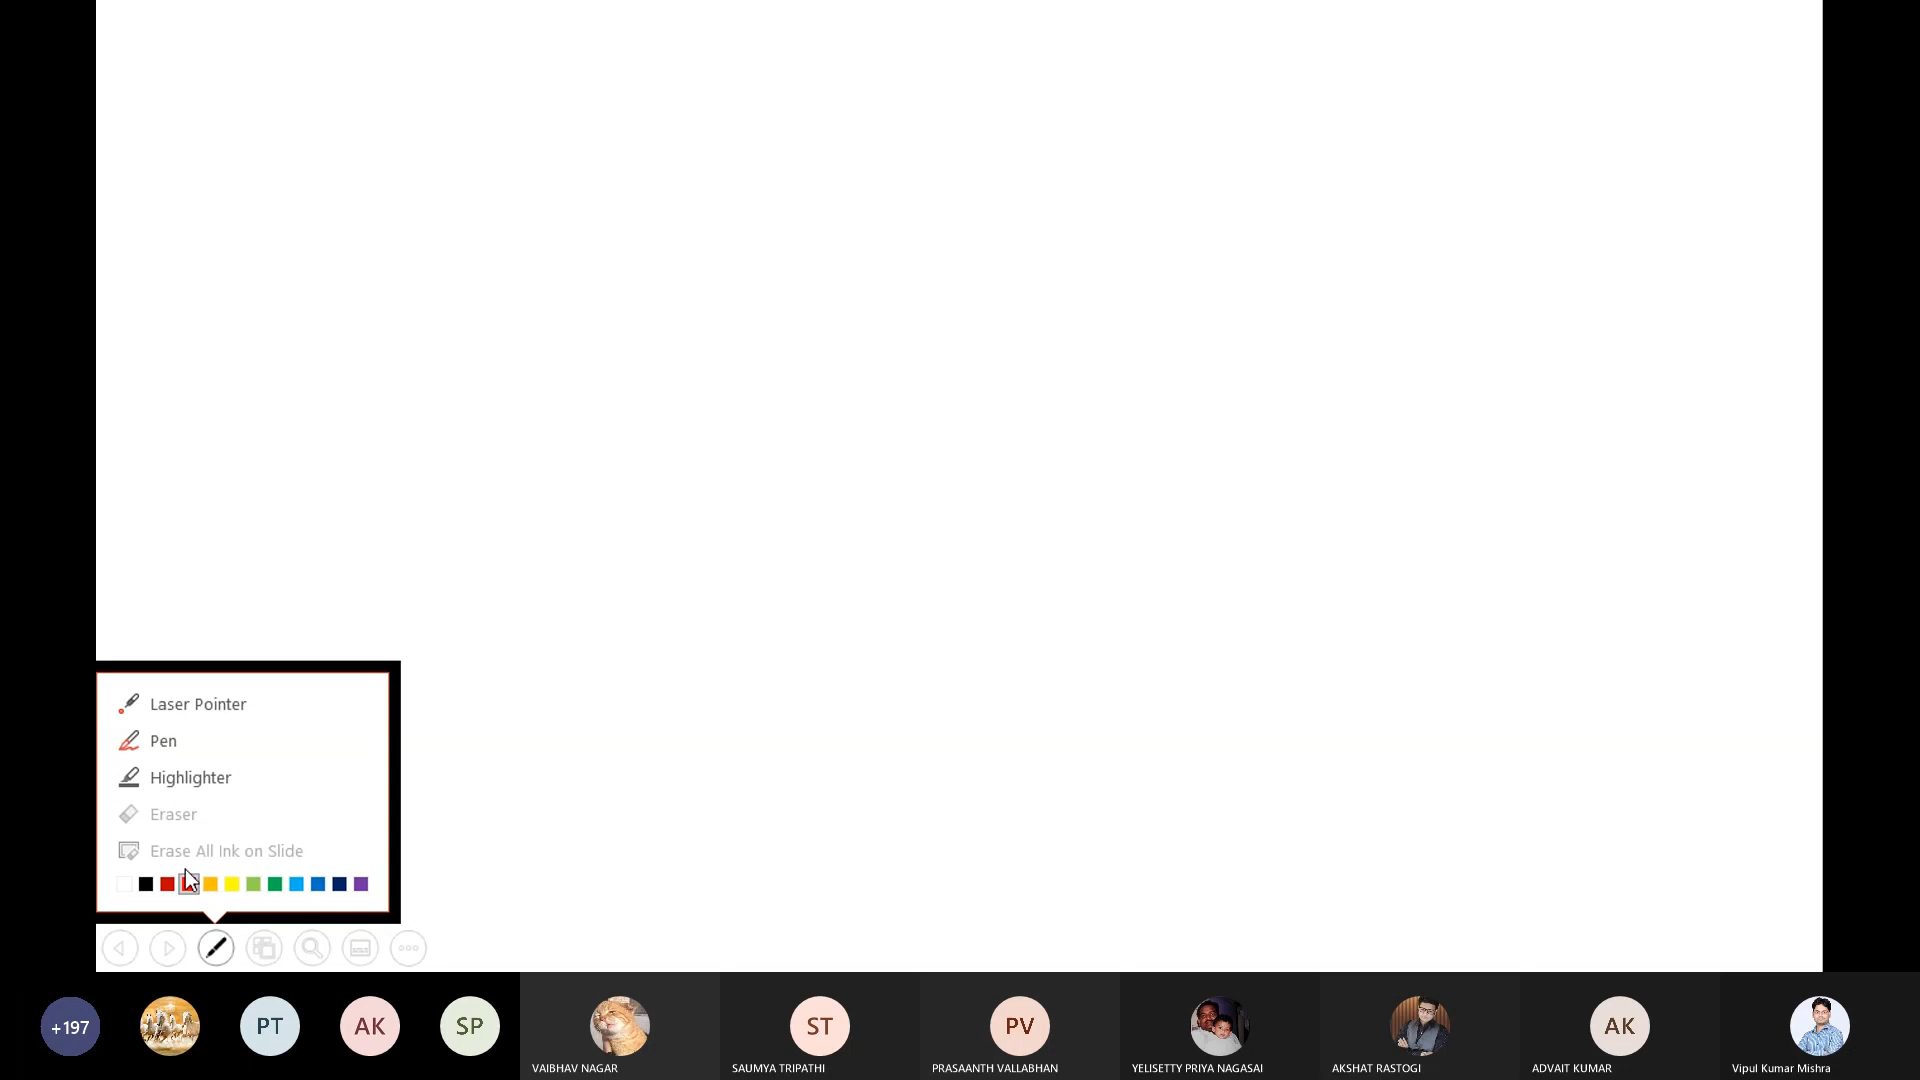 Laser Pointer
Pen
Highlighter
Eraser
Erase All Ink on Slide
+197
PT
AK
SP
ST
PV
AK
VAIBHAV NAGAR
SAUMYA TRIPATHI
PRASAANTH VALLABHAN
YELISETTY PRIYA NAGASAI
AKSHAT RASTOGI
ADVAIT KUMAR
Vipul Kumar Mishra